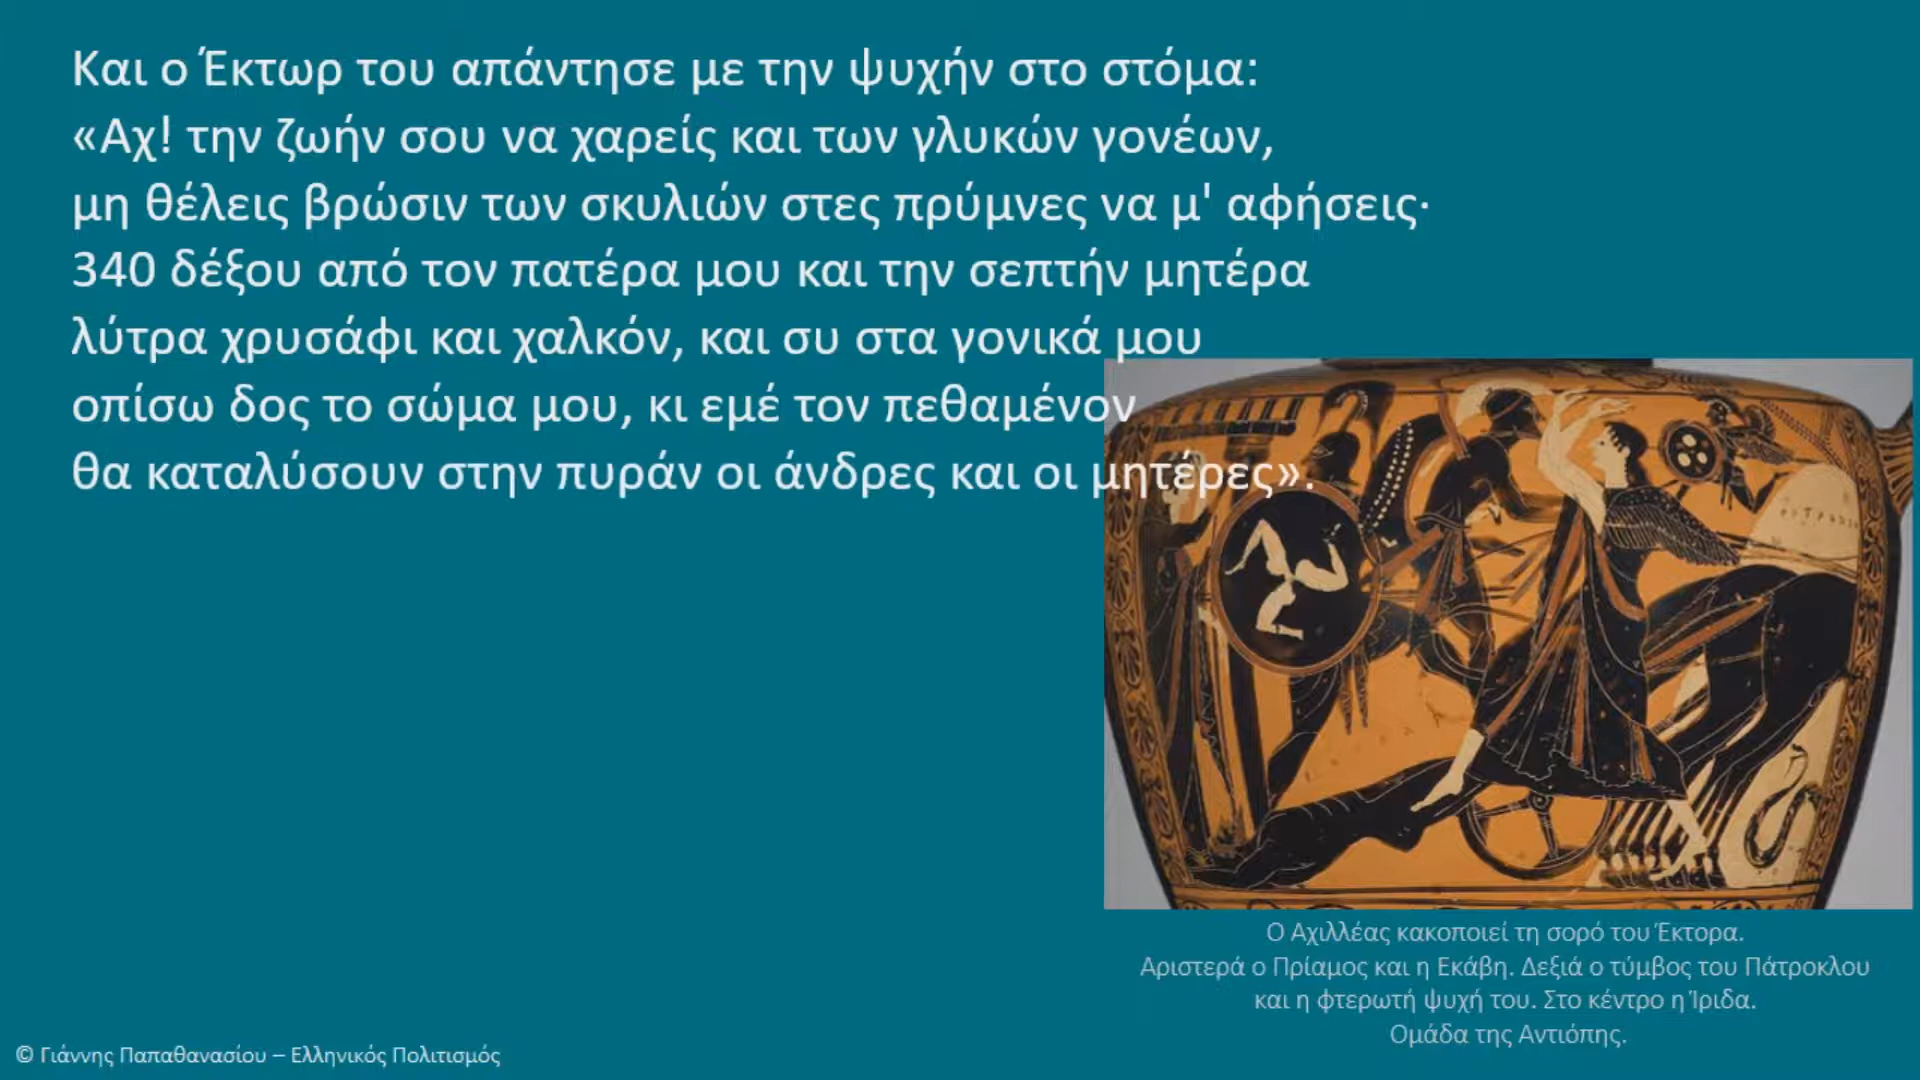 Και ο Έκτωρ του απάντησε με την ψυχήν στο στόμα:
«Αχ! την ζωήν σου να χαρείς και των γλυκών γονέων,
μη θέλεις βρώσιν των σκυλιών στες πρύμνες να μ' αφήσεις·
340 δέξου από τον πατέρα μου και την σεπτήν μητέρα
λύτρα χρυσάφι και χαλκόν, και συ στα γονικά μου
οπίσω δος το σώμα μου, κι εμέ τον πεθαμένον
θα καταλύσουν στην πυράν οι άνδρες και οι μητέρες».
Ο Αχιλλέας κακοποιεί τη σορό του Έκτορα.
Αριστερά ο Πρίαμος και η Εκάβη. Δεξιά ο τύμβος του Πάτροκλου
και η φτερωτή ψυχή του. Στο κέντρο η Ίριδα.
Ομάδα της Αντιόπης.
© Γιάννης Παπαθανασίου – Ελληνικός Πολιτισμός